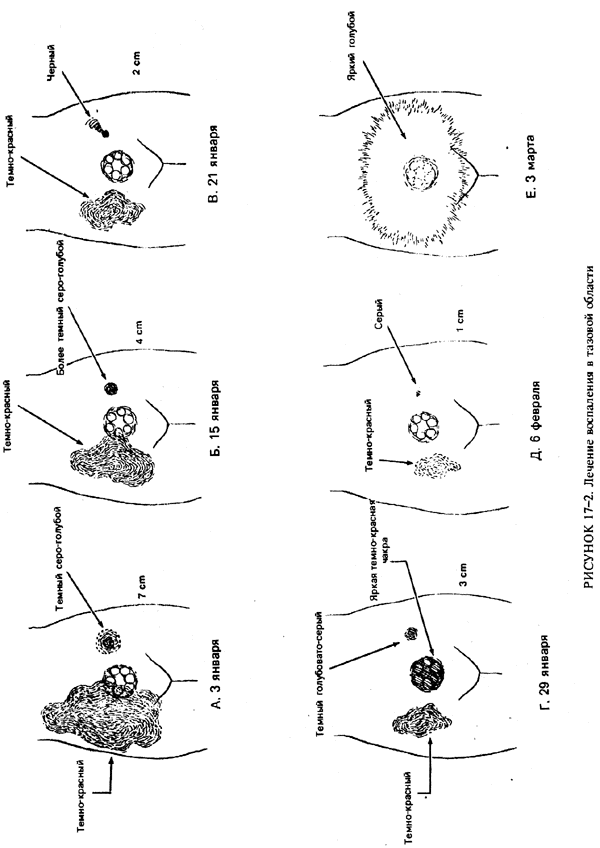 Темно-красный
Темный серо-голубой
7 cm
А. 3 января
Темно-красный
Более темный серо-голубой
4 cm
Б. 15 января
Темно-красный
Черный
2 cm
В. 21 января
Темно-красный
Темный голубовато-серый
Яркая темно-красная
чакра
3 cm
Г. 29 января
Темно-красный
Серый
1 cm
Д. 6 февраля
Яркий голубой
Е. 3 марта
РИСУНОК 17-2. Лечение воспаления в тазовой области